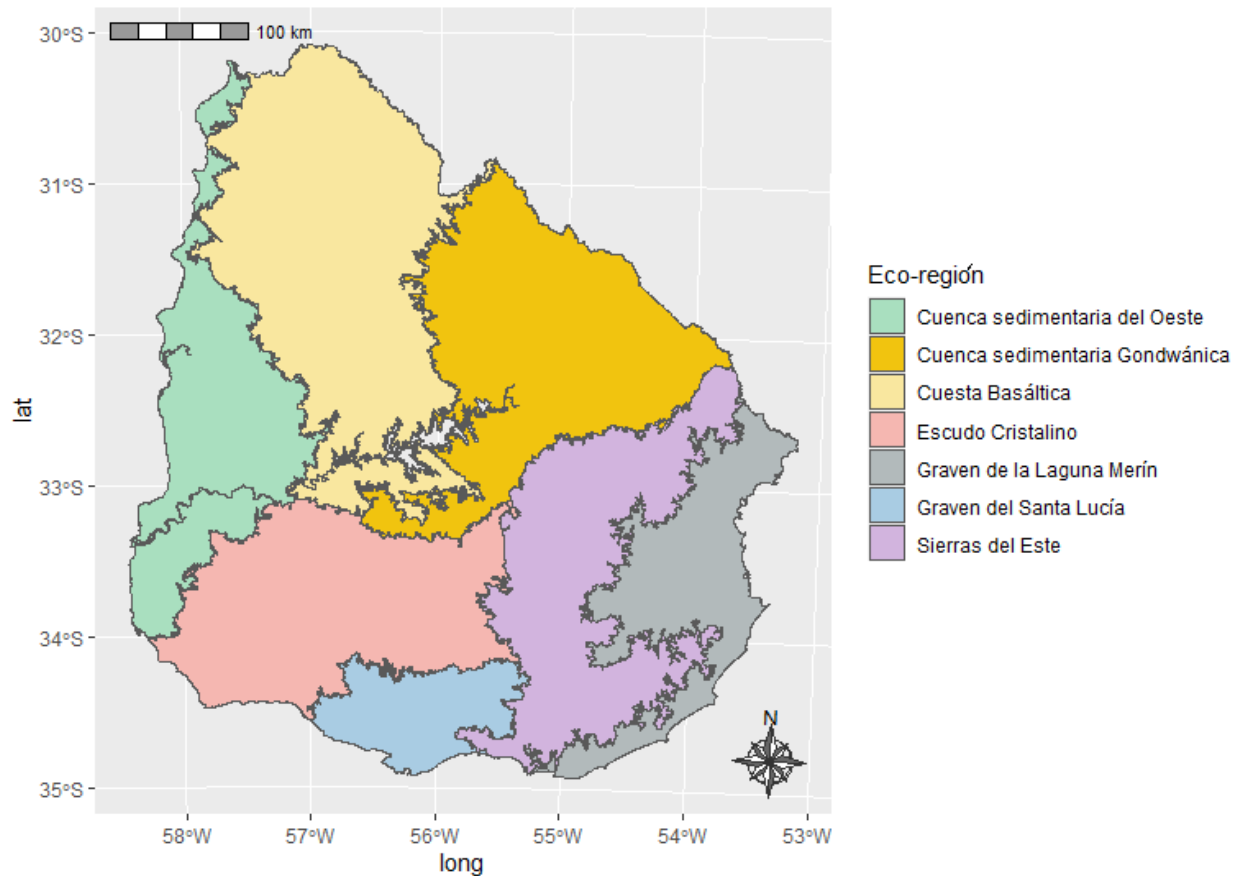 100 km
30°S
31°S
32°S
33°S
34°S
35°S
lat
58°W
57°W
56°W
55°W
54°W
53°W
long
N
Eco-región
Cuenca sedimentaria del Oeste
Cuenca sedimentaria Gondwánica
Cuesta Basáltica
Escudo Cristalino
Graven de la Laguna Merín
Graven del Santa Lucía
Sierras del Este